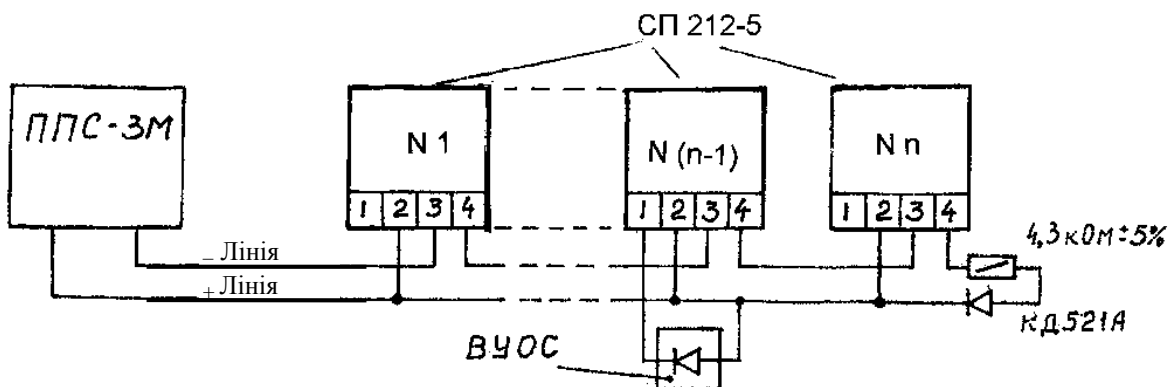 СП 212-5
ППС-3М
N 1
N (n-1)
N n
1 2 3 4
1 2 3 4
1 2 3 4
4,3 кОм ± 5%
– Лінія
+ Лінія
КД521А
ВУОС